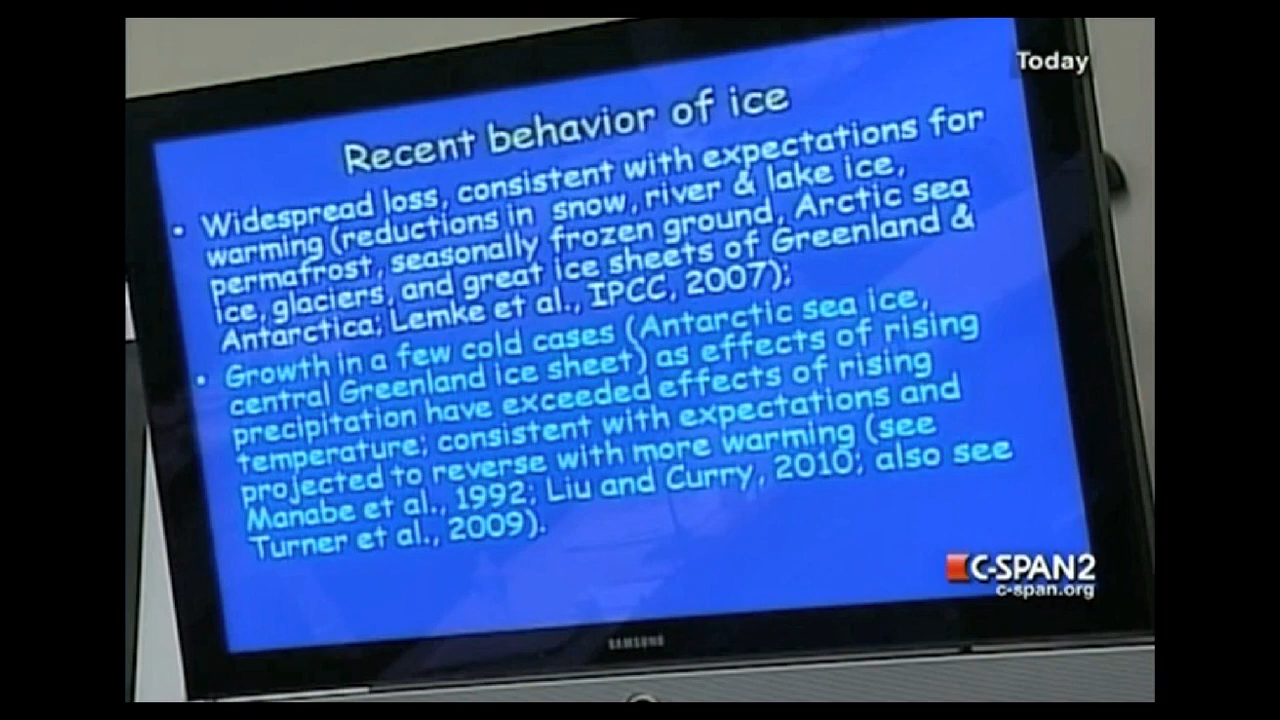 Today
Recent behavior of ice
• Widespread loss, consistent with expectations for
warming (reductions in snow, river & lake ice,
permafrost, seasonally frozen ground, Arctic sea
ice, glaciers, and great ice sheets of Greenland &
Antarctica; Lemke et al., IPCC, 2007);
• Growth in a few cold cases (Antarctic sea ice,
central Greenland ice sheet) as effects of rising
precipitation have exceeded effects of rising
temperature; consistent with expectations and
projected to reverse with more warming (see
Manabe et al., 1992; Liu and Curry, 2010; also see
Turner et al., 2009).
C-SPAN2
c-span.org
SAMSUNG